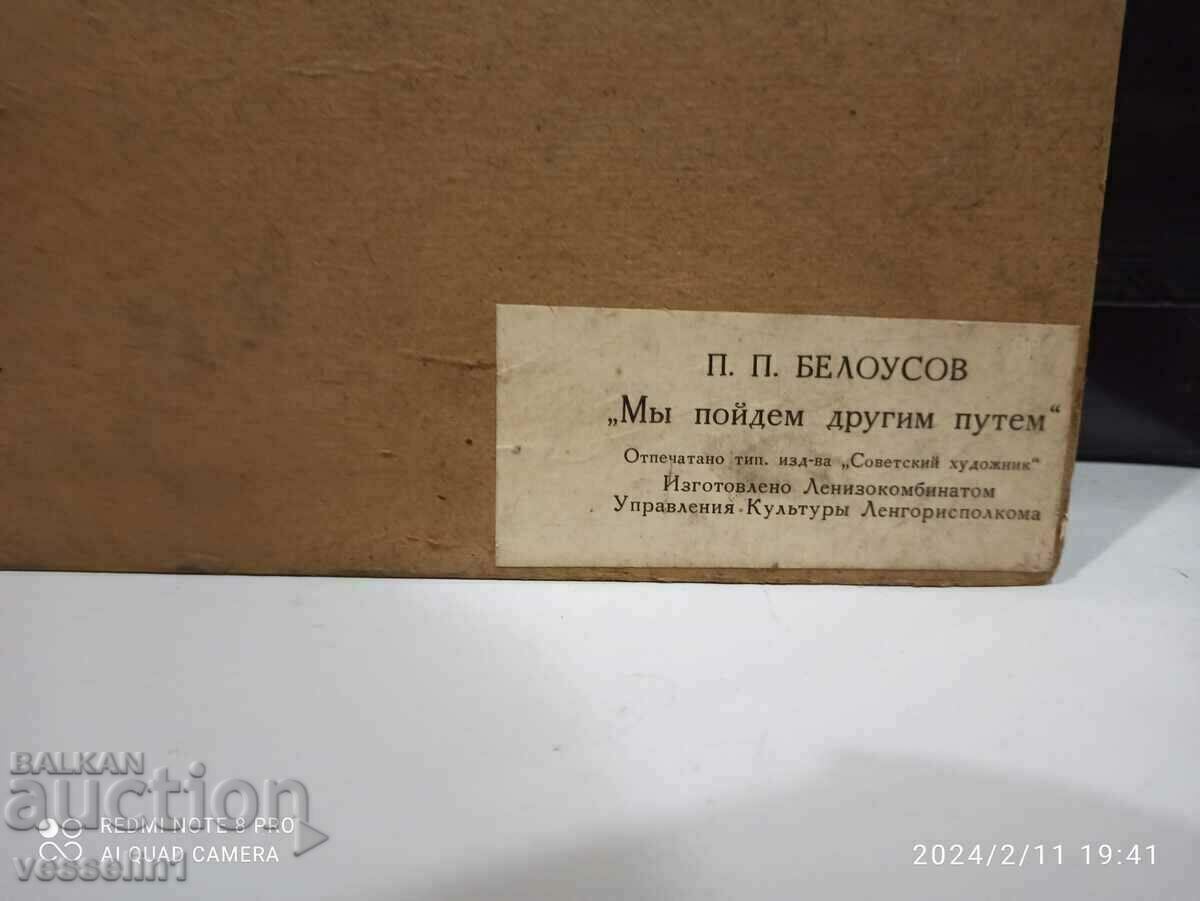 П. П. БЕЛОУСОВ
„Мы пойдем другим путем“
Отпечатано тип. изд-ва „Советский художник“
Изготовлено Ленизокомбинатом
Управления Культуры Ленгорисполкома
BALKAN
auction
REDMI NOTE 8 PRO
AI QUAD CAMERA
vesselin1
2024/2/11 19:41